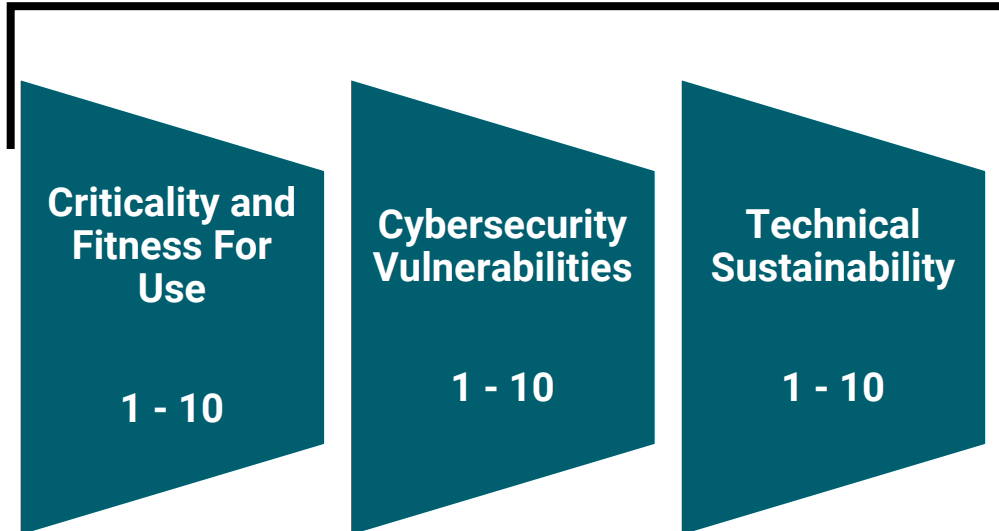 Criticality and
Fitness For
Use
1 - 10
Cybersecurity
Vulnerabilities
1 - 10
Technical
Sustainability
1 - 10